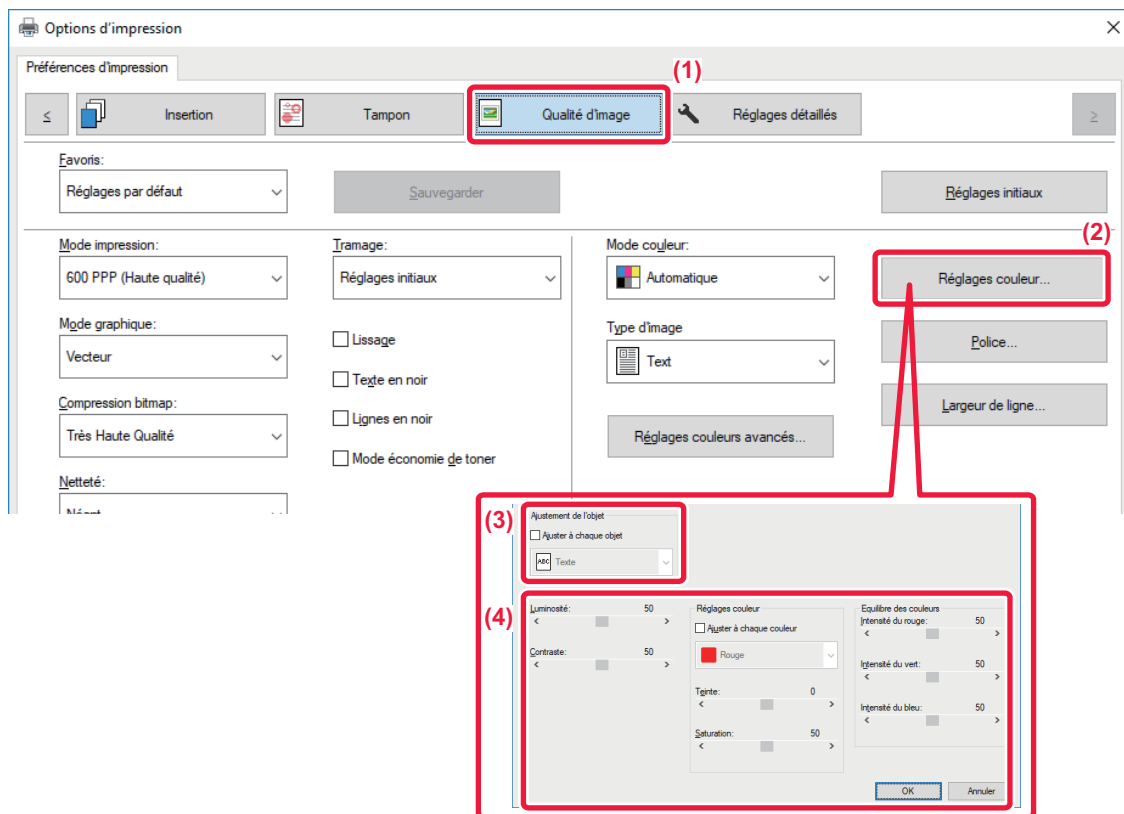 Options d'impression
Préférences d'impression
(1)
<
Insertion
Tampon
Qualité d'image
Réglages détaillés
>
Favoris:
Réglages par défaut
Sauvegarder
Réglages initiaux
(2)
Mode impression:
600 PPP (Haute qualité)
Tramage:
Réglages initiaux
Mode couleur:
Automatique
Réglages couleur...
Mode graphique:
Vecteur
Lissage
Texte en noir
Type d'image
Text
Police...
Compression bitmap:
Très Haute Qualité
Lignes en noir
Mode économie de toner
Réglages couleurs avancés...
Largeur de ligne...
Netteté:
Néant
(3)
Ajustement de l'objet
Ajuster à chaque objet
ABC Texte
(4)
Luminosité: 50
Contraste: 50
Réglages couleur
Ajuster à chaque couleur
Rouge
Teinte: 0
Saturation: 50
Equilibre des couleurs
Intensité du rouge: 50
Intensité du vert: 50
Intensité du bleu: 50
OK
Annuler